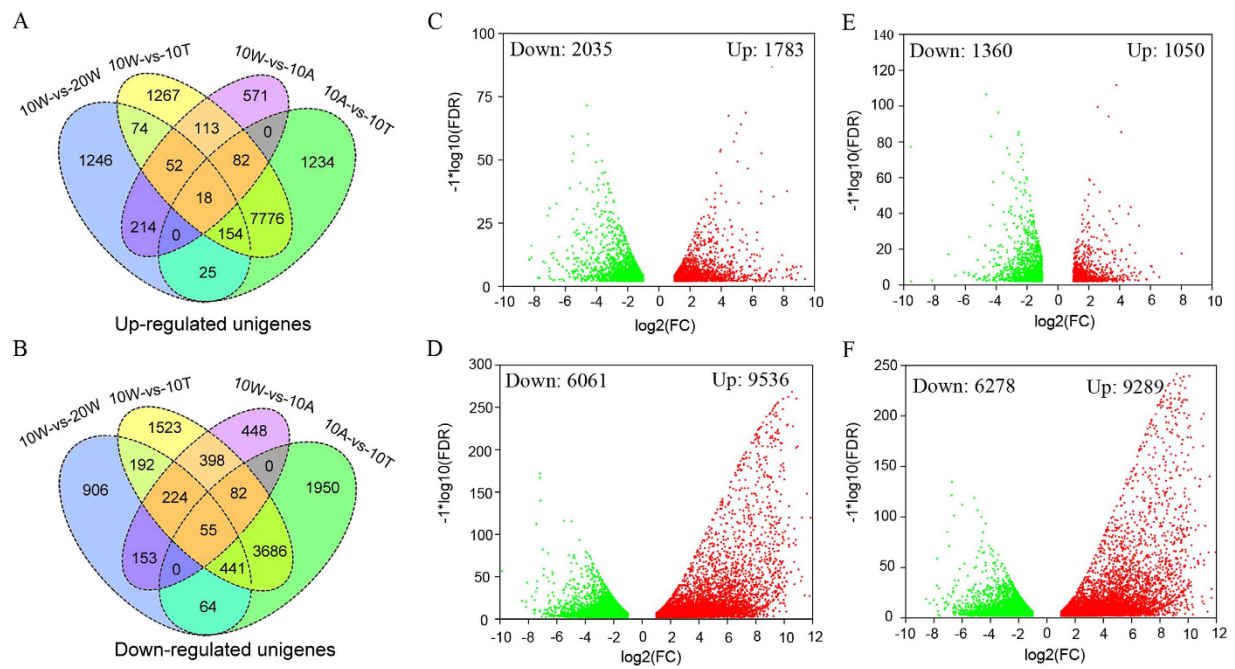 A
10W-vs-20W
10W-vs-10T
10W-vs-10A
10A-vs-10T
1267
571
74
113
0
1246
52
82
1234
18
214
0
154
7776
25
Up-regulated unigenes
B
10W-vs-20W
10W-vs-10T
10W-vs-10A
10A-vs-10T
1523
448
192
398
0
906
224
82
1950
55
153
0
441
3686
64
Down-regulated unigenes
C
Down: 2035
Up: 1783
-1*log10(FDR)
100
75
50
25
0
-10 -8 -6 -4 -2 0 2 4 6 8 10
log2(FC)
D
Down: 6061
Up: 9536
-1*log10(FDR)
300
250
200
150
100
50
0
-10 -8 -6 -4 -2 0 2 4 6 8 10 12
log2(FC)
E
Down: 1360
Up: 1050
-1*log10(FDR)
140
120
100
80
60
40
20
0
-10 -8 -6 -4 -2 0 2 4 6 8 10
log2(FC)
F
Down: 6278
Up: 9289
-1*log10(FDR)
250
200
150
100
50
0
-10 -8 -6 -4 -2 0 2 4 6 8 10 12
log2(FC)